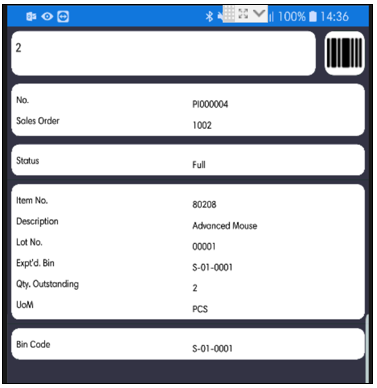 100% 14:36
2
No. PI000004
Sales Order 1002
Status Full
Item No. 80208
Description Advanced Mouse
Lot No. 00001
Expt'd. Bin S-01-0001
Qty. Outstanding 2
UoM PCS
Bin Code S-01-0001